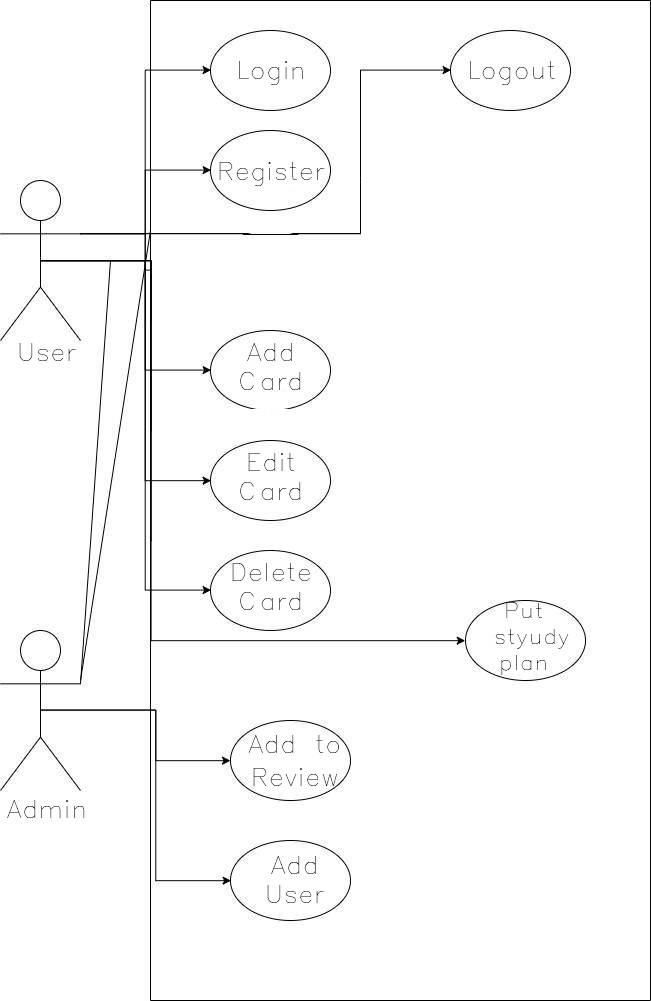 Login
Logout
Register
User
Add
Card
Edit
Card
Delete
Card
Put
styudy
plan
Add to
Review
Admin
Add
User